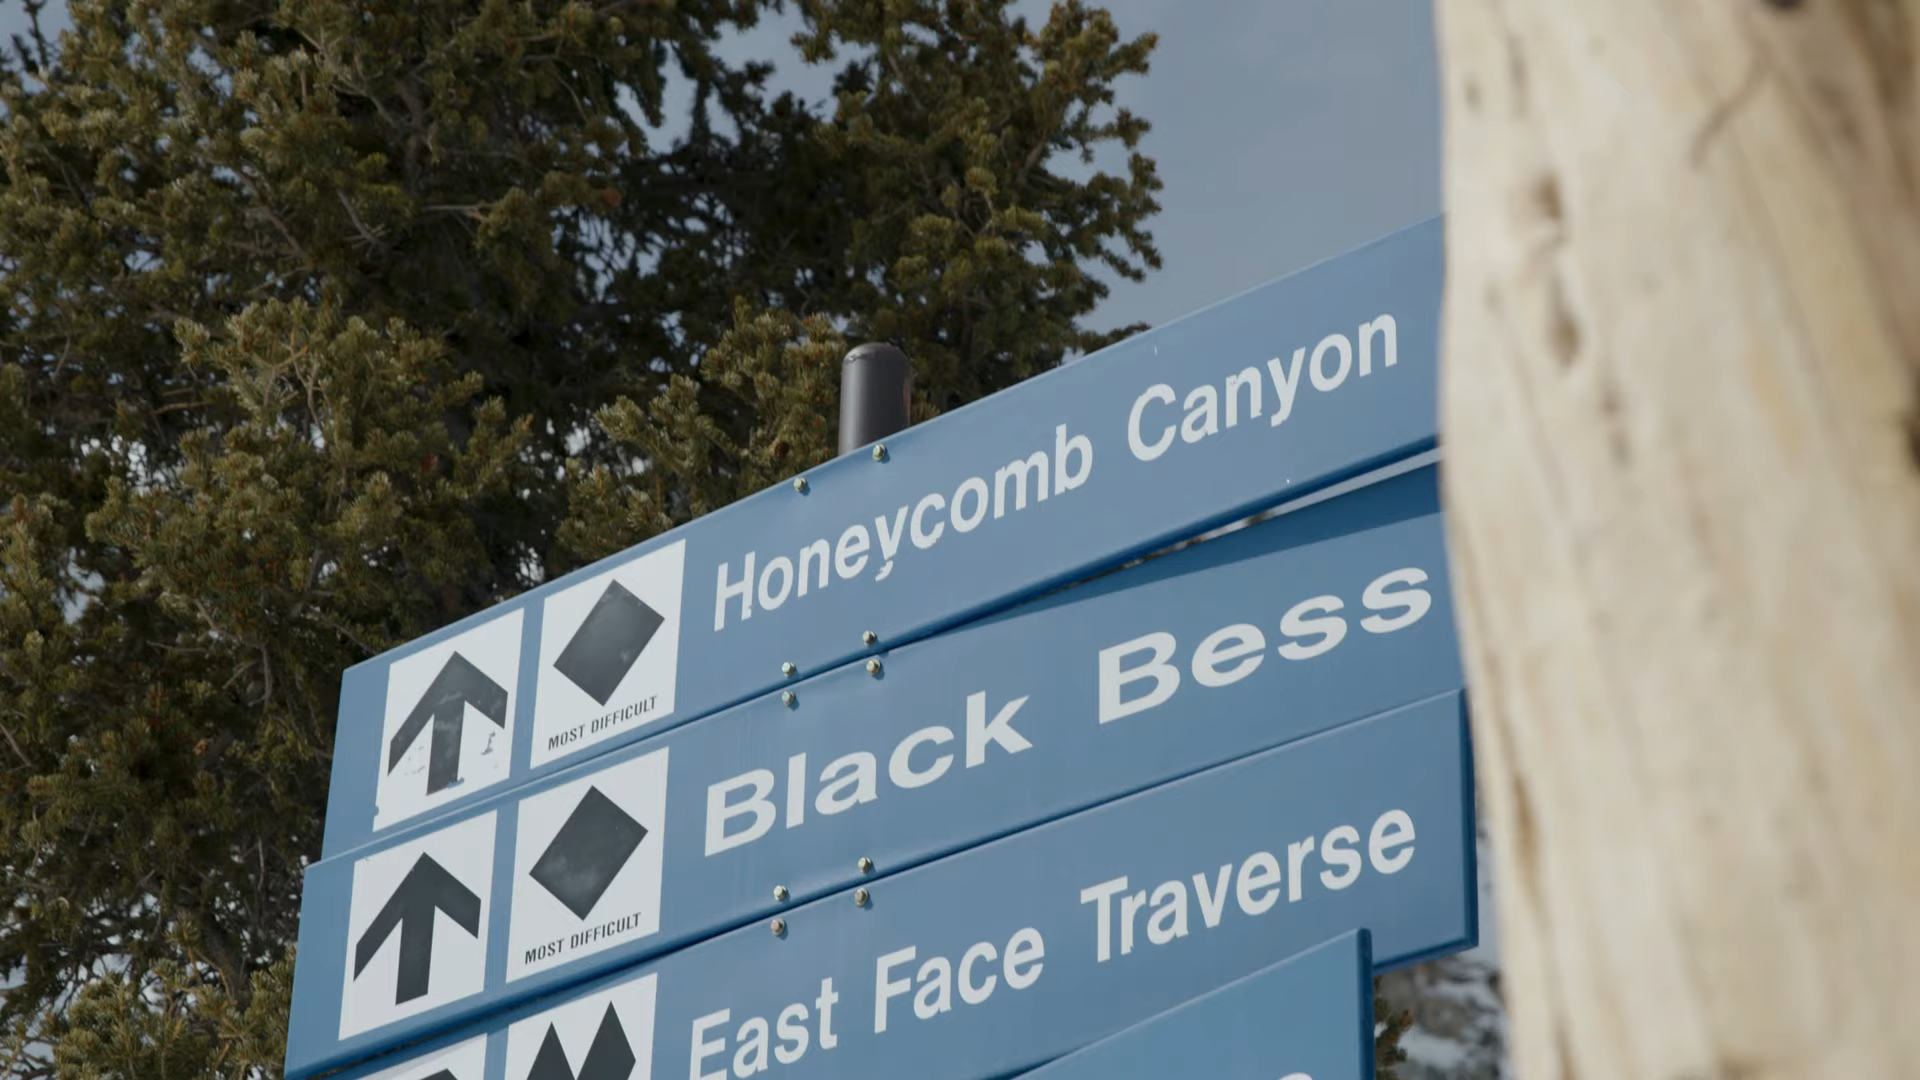 Honeycomb Canyon
MOST DIFFICULT
Black Bess
MOST DIFFICULT
East Face Traverse